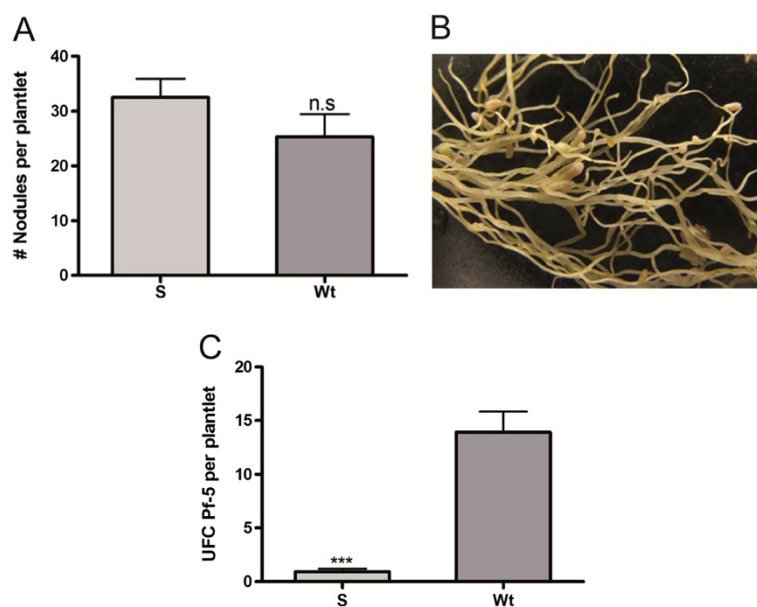 A
# Nodules per plantlet
40
30
20
10
0
n.s
S
Wt
B
C
UFC Pf-5 per plantlet
20
15
10
5
0
***
S
Wt